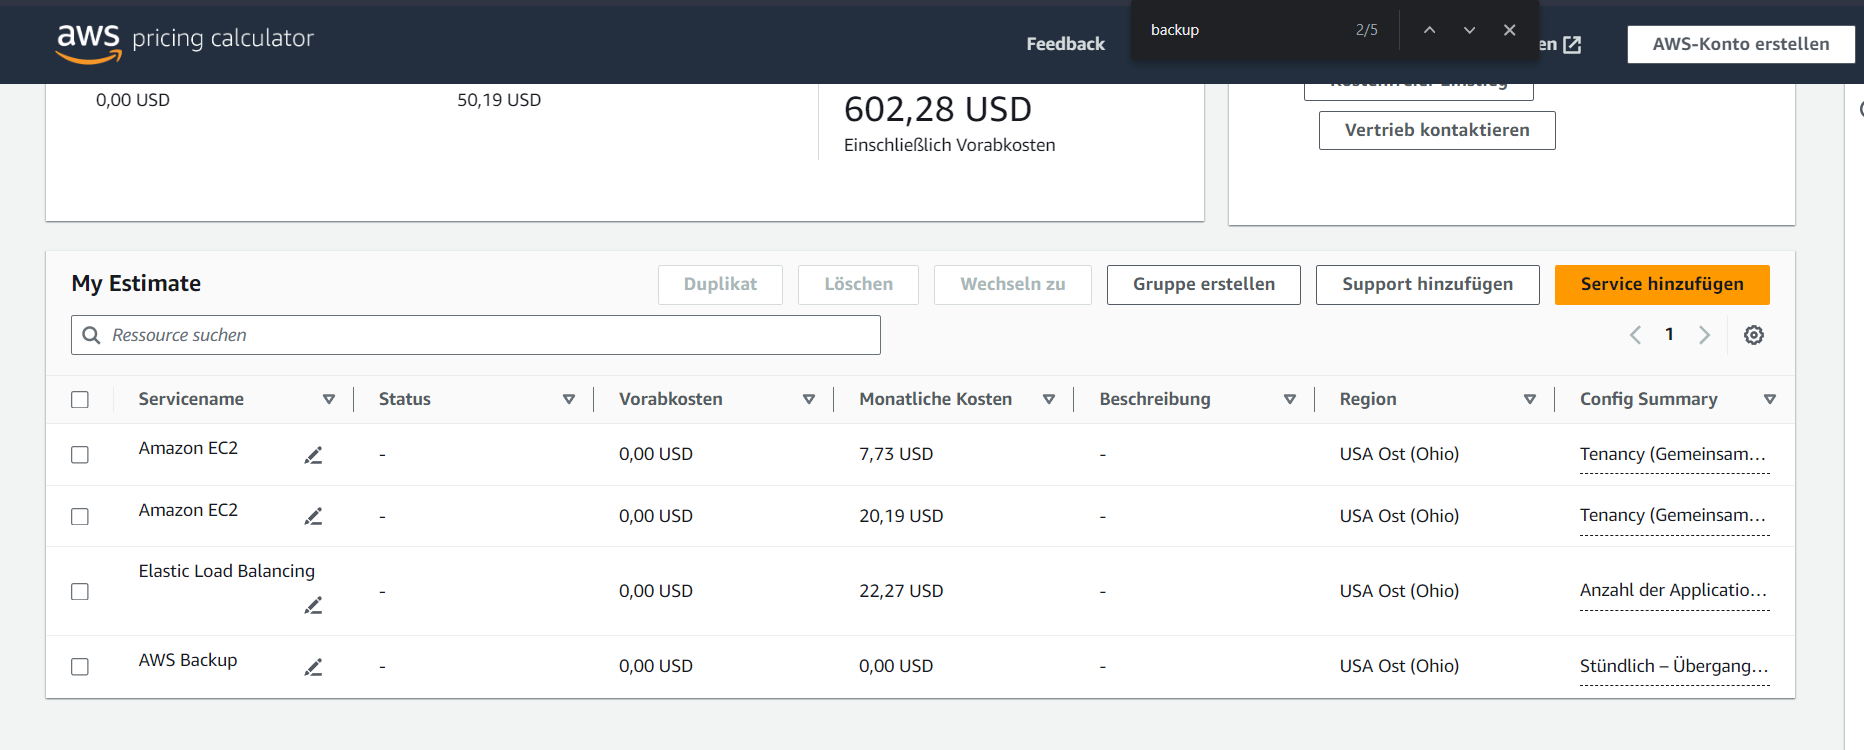 aws pricing calculator
Feedback
backup
2/5
en
AWS-Konto erstellen
0,00 USD
50,19 USD
602,28 USD
Einschließlich Vorabkosten
Kostenfreier Einstieg
Vertrieb kontaktieren
My Estimate
Duplikat
Löschen
Wechseln zu
Gruppe erstellen
Support hinzufügen
Service hinzufügen
Ressource suchen
1
Servicename Status Vorabkosten Monatliche Kosten Beschreibung Region Config Summary
Amazon EC2 - 0,00 USD 7,73 USD - USA Ost (Ohio) Tenancy (Gemeinsam...
Amazon EC2 - 0,00 USD 20,19 USD - USA Ost (Ohio) Tenancy (Gemeinsam...
Elastic Load Balancing - 0,00 USD 22,27 USD - USA Ost (Ohio) Anzahl der Applicatio...
AWS Backup - 0,00 USD 0,00 USD - USA Ost (Ohio) Stündlich – Übergang...